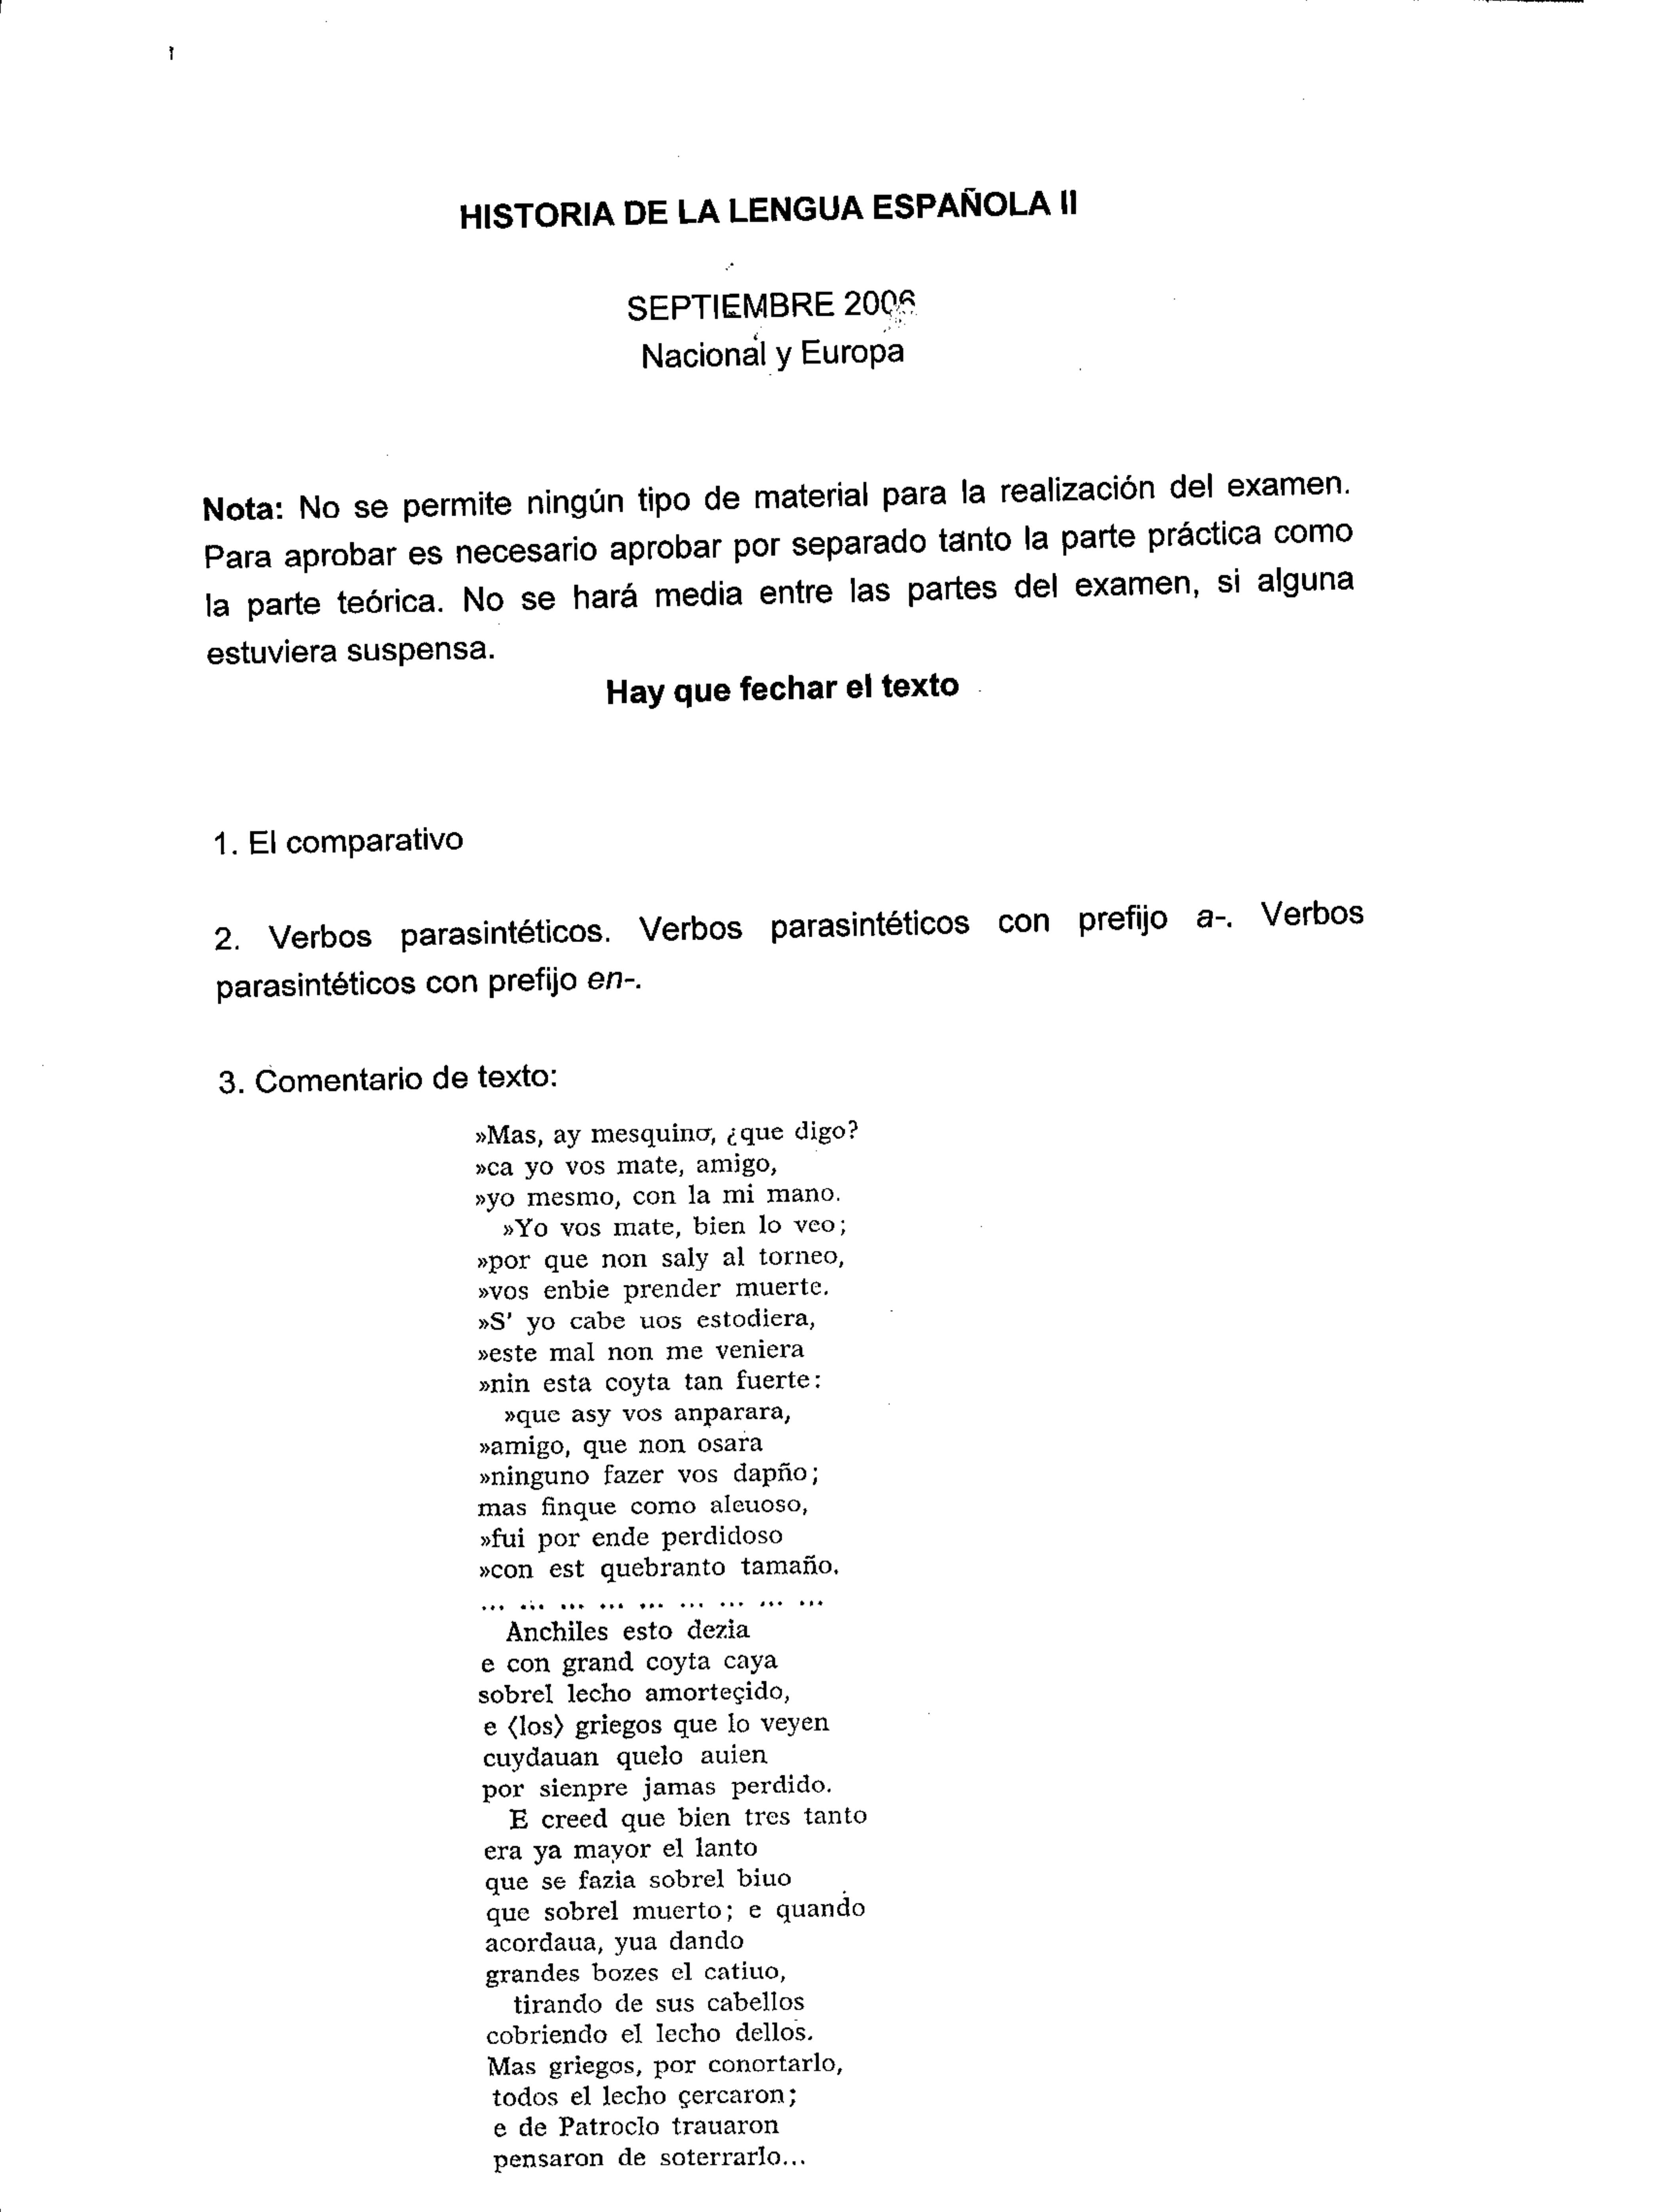 HISTORIA DE LA LENGUA ESPAÑOLA II
SEPTIEMBRE 2006
Nacional y Europa
Nota: No se permite ningún tipo de material para la realización del examen.
Para aprobar es necesario aprobar por separado tanto la parte práctica como
la parte teórica. No se hará media entre las partes del examen, si alguna
estuviera suspensa.
Hay que fechar el texto
1. El comparativo
2. Verbos parasintéticos. Verbos parasintéticos con prefijo a-. Verbos
parasintéticos con prefijo en-.
3. Comentario de texto:
»Mas, ay mesquino, ¿que digo?
»ca yo vos mate, amigo,
»yo mesmo, con la mi mano.
»Yo vos mate, bien lo veo;
»por que non saly al torneo,
»vos enbie prender muerte.
»S' yo cabe uos estodiera,
»este mal non me veniera
»nin esta coyta tan fuerte:
»que asy vos anparara,
»amigo, que non osara
»ninguno fazer vos dapño;
mas finque como aleuoso,
»fui por ende perdidoso
»con est quebranto tamaño.
... ... ... ... ... ... ... ... ...
Anchiles esto dezia
e con grand coyta caya
sobrel lecho amorteçido,
e ⟨los⟩ griegos que lo veyen
cuydauan quelo auien
por sienpre jamas perdido.
E creed que bien tres tanto
era ya mayor el lanto
que se fazia sobrel biuo
que sobrel muerto; e quando
acordaua, yua dando
grandes bozes el catiuo,
tirando de sus cabellos
cobriendo el lecho dellos.
Mas griegos, por conortarlo,
todos el lecho çercaron;
e de Patroclo trauaron
pensaron de soterrarlo...